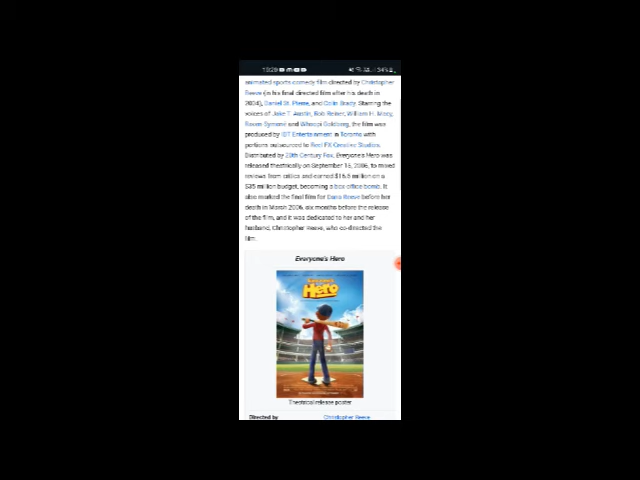 15:29
animated sports comedy film directed by Christopher
Reeve (in his final directed film after his death in
2004), Daniel St. Pierre, and Colin Brady. Starring the
voices of Jake T. Austin, Rob Reiner, William H. Macy,
Raven-Symoné and Whoopi Goldberg, the film was
produced by IDT Entertainment in Toronto with
portions outsourced to Reel FX Creative Studios.
Distributed by 20th Century Fox, Everyone's Hero was
released theatrically on September 15, 2006, to mixed
reviews from critics and earned $16.6 million on a
$35 million budget, becoming a box-office bomb. It
also marked the final film for Dana Reeve before her
death in March 2006, six months before the release
of the film, and it was dedicated to her and her
husband, Christopher Reeve, who co-directed the
film.
Everyone's Hero
Hero
Theatrical release poster
Directed by Christopher Reeve